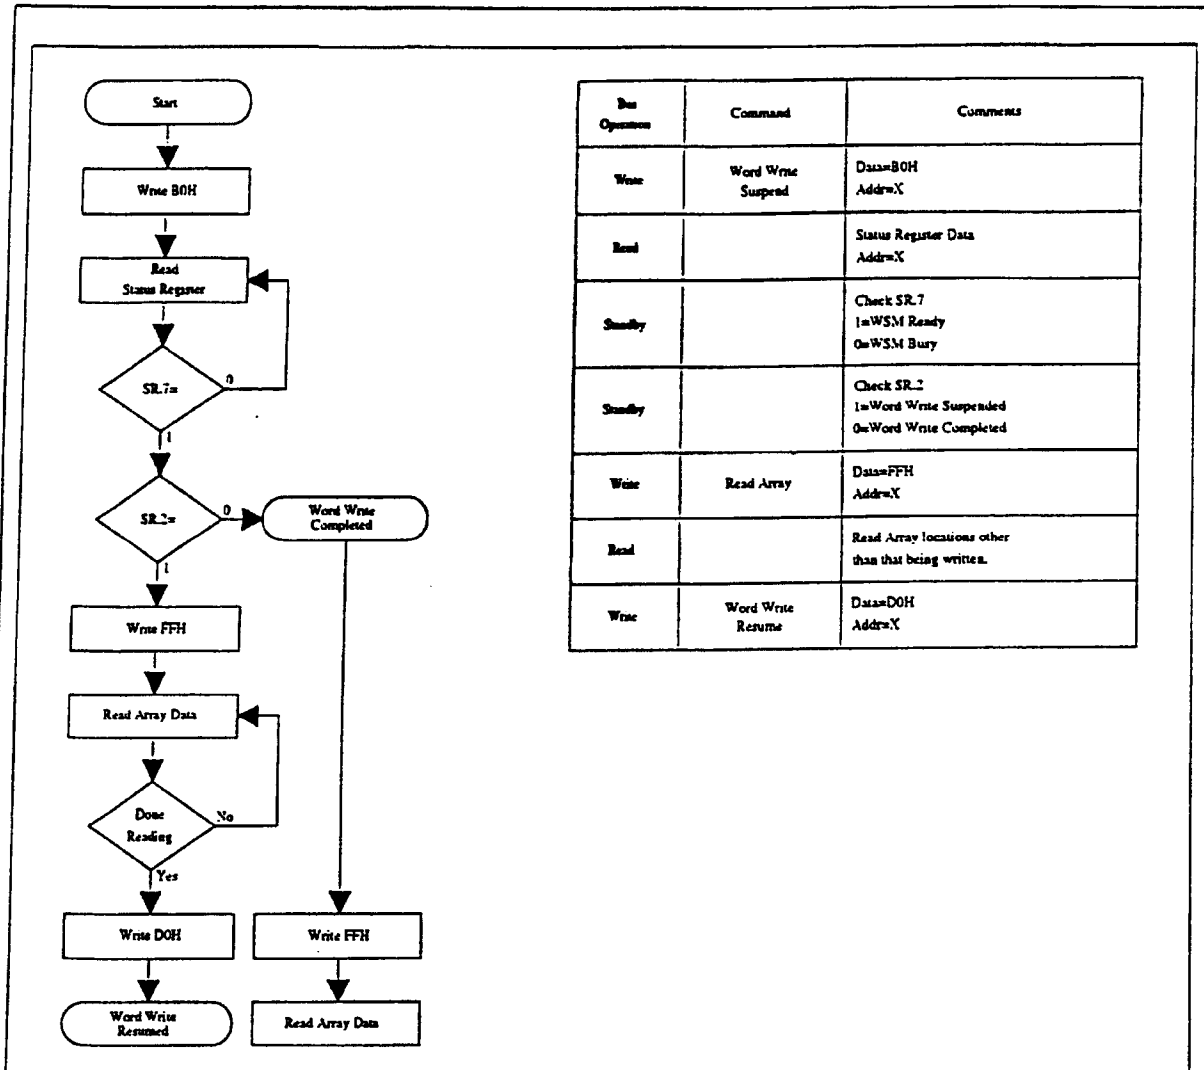 Start
Write B0H
Read
Status Register
SR.7=
0
1
SR.2=
0
Word Write
Completed
1
Write FFH
Read Array Data
Done
Reading
No
Yes
Write D0H
Write FFH
Word Write
Resumed
Read Array Data
Bus
Operation
Command
Comments
Write
Word Write
Suspend
Data=B0H
Addr=X
Read
Status Register Data
Addr=X
Standby
Check SR.7
1=WSM Ready
0=WSM Busy
Standby
Check SR.2
1=Word Write Suspended
0=Word Write Completed
Write
Read Array
Data=FFH
Addr=X
Read
Read Array locations other
than that being written.
Write
Word Write
Resume
Data=D0H
Addr=X